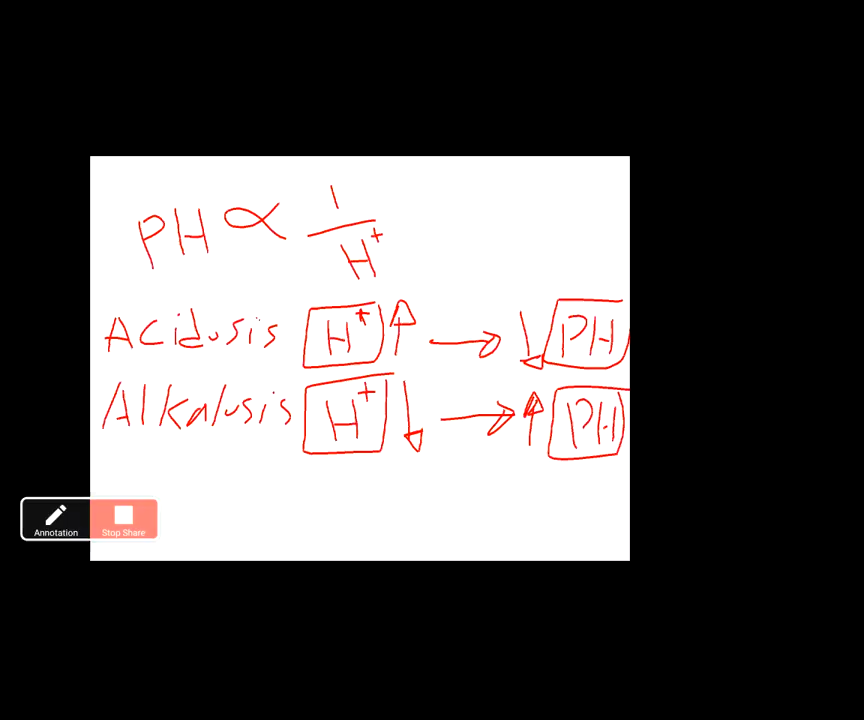 PH ∝ 1/H⁺
Acidosis H⁺ ↑ → ↓ PH
Alkalosis H⁺ ↓ → ↑ PH
Annotation Stop Share